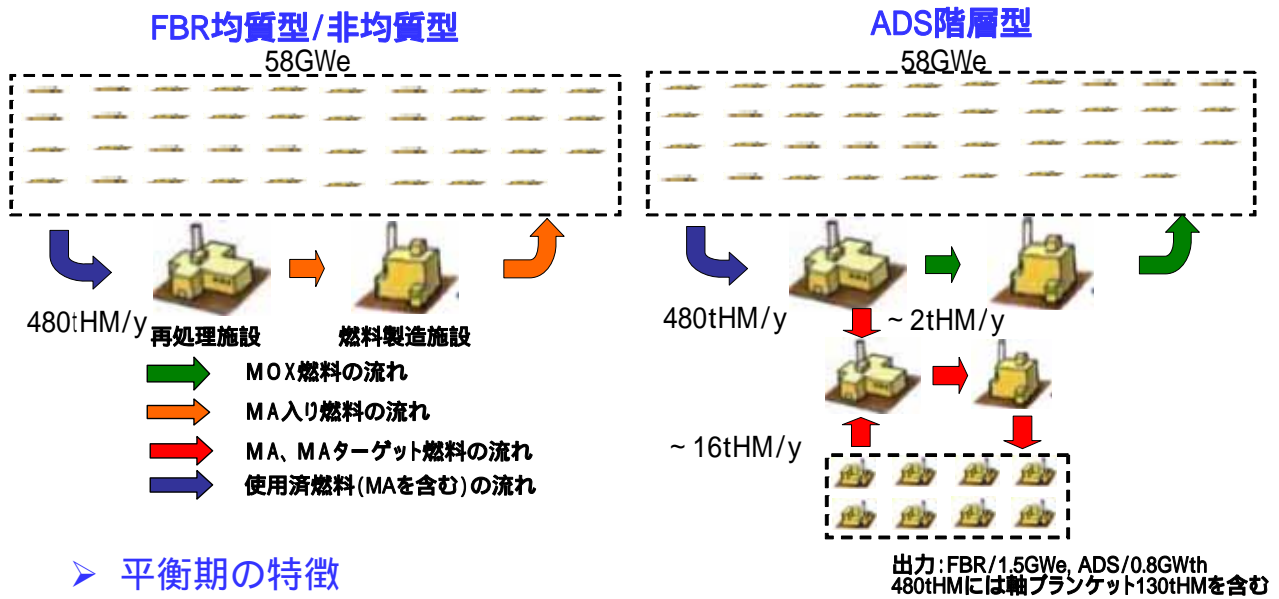 FBR均質型/非均質型
58GWe
480tHM/y
再処理施設
燃料製造施設
MOX燃料の流れ
MA入り燃料の流れ
MA、MAターゲット燃料の流れ
使用済燃料(MAを含む)の流れ
➢ 平衡期の特徴
ADS階層型
58GWe
480tHM/y
~2tHM/y
~16tHM/y
出力:FBR/1.5GWe, ADS/0.8GWth
480tHMには軸ブランケット130tHMを含む